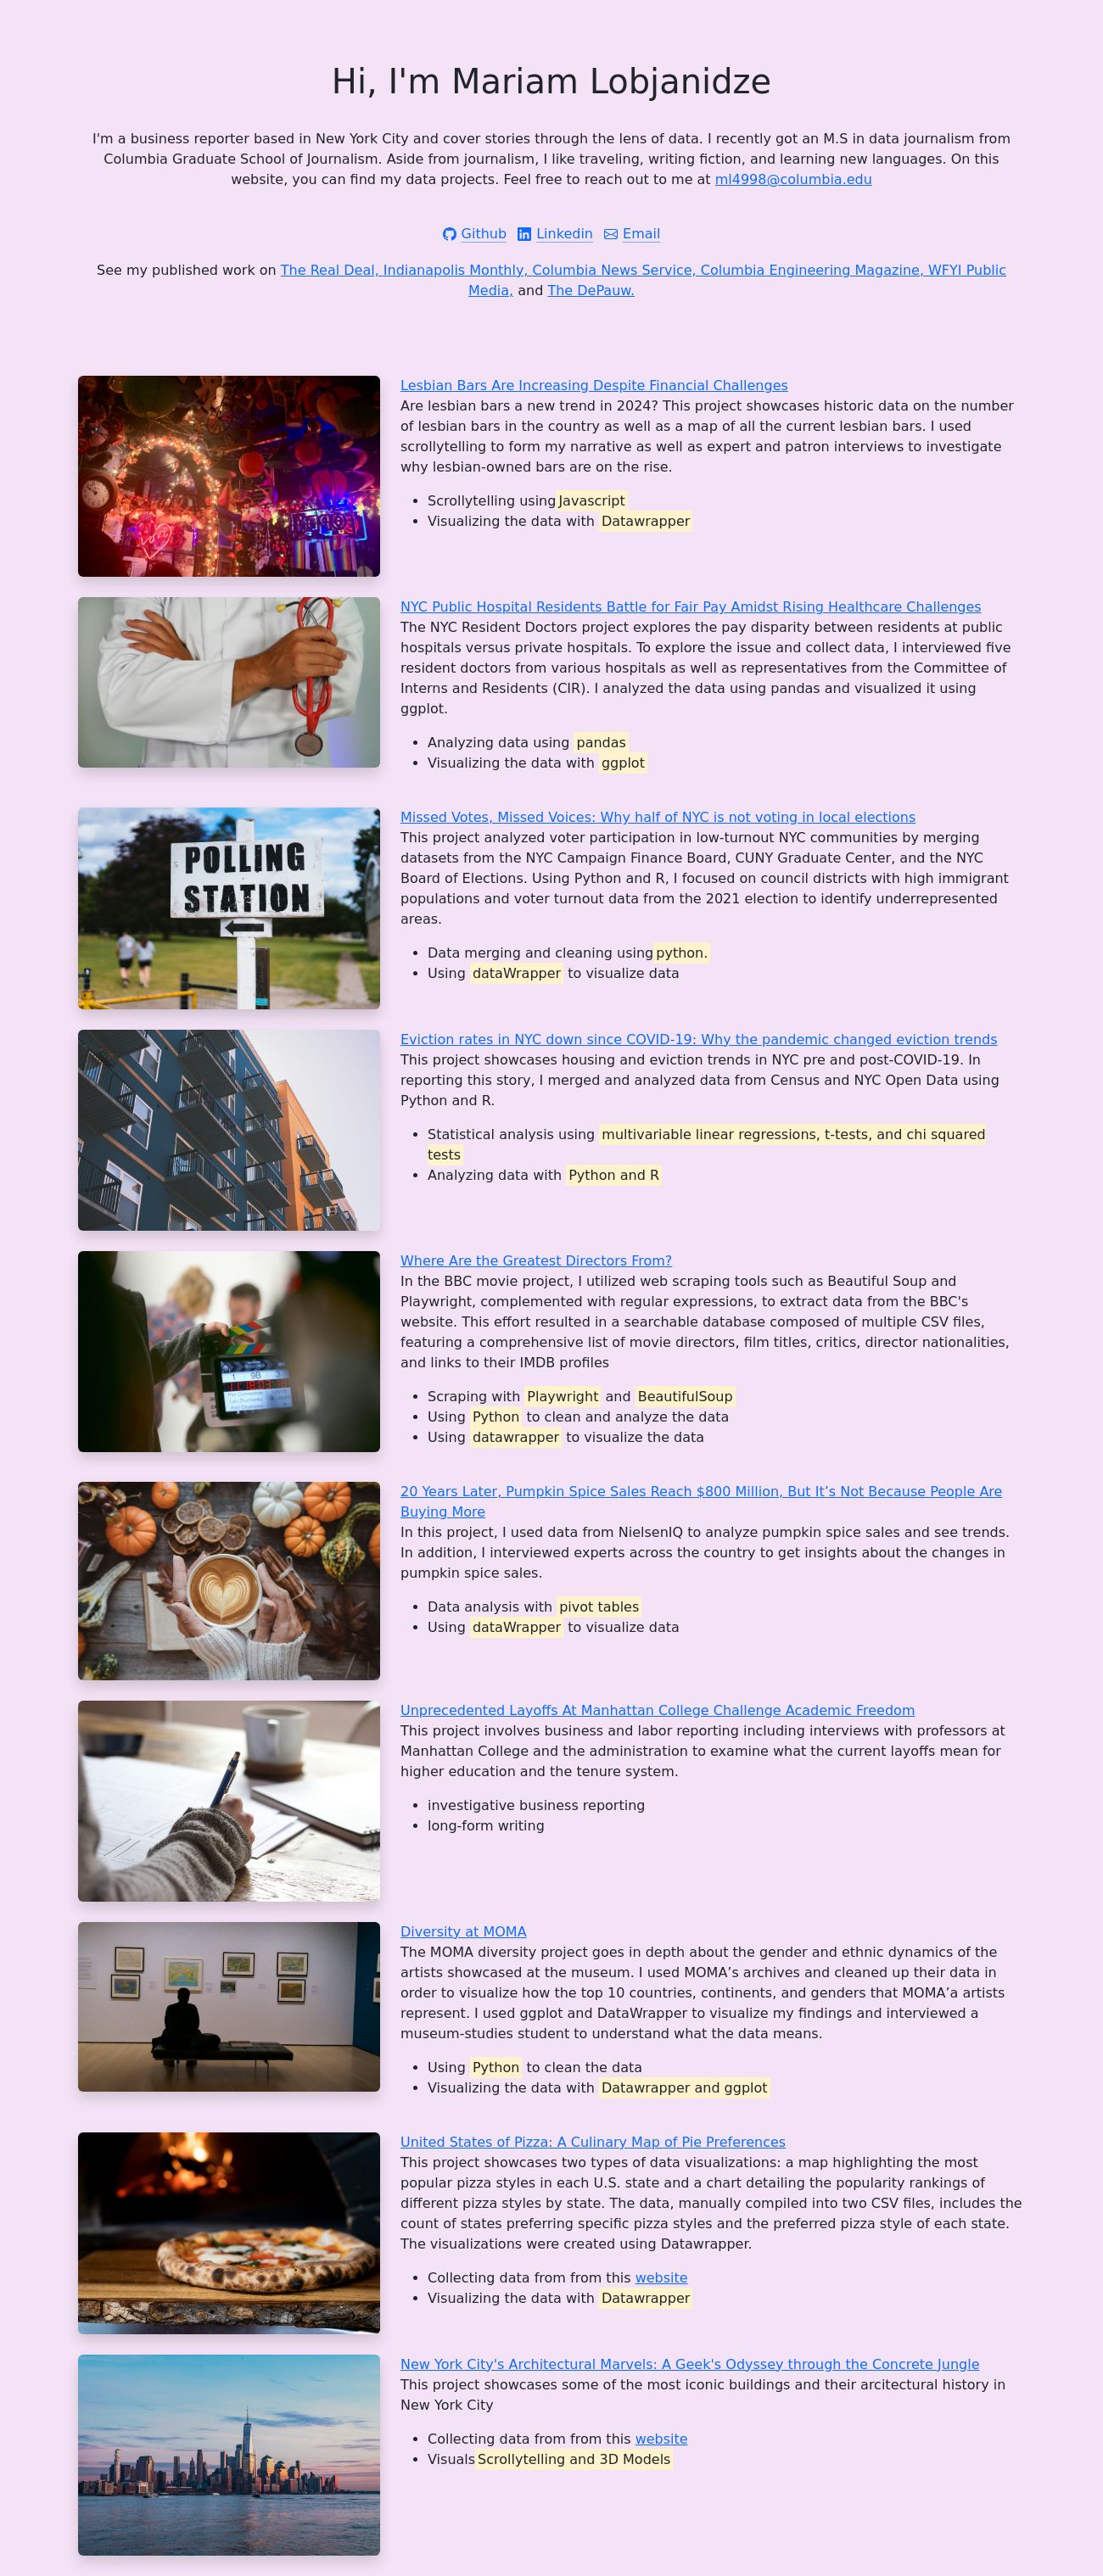 Hi, I'm Mariam Lobjanidze
I'm a business reporter based in New York City and cover stories through the lens of data. I recently got an M.S in data journalism from
Columbia Graduate School of Journalism. Aside from journalism, I like traveling, writing fiction, and learning new languages. On this
website, you can find my data projects. Feel free to reach out to me at ml4998@columbia.edu
Github Linkedin Email
See my published work on The Real Deal, Indianapolis Monthly, Columbia News Service, Columbia Engineering Magazine, WFYI Public
Media, and The DePauw.
Lesbian Bars Are Increasing Despite Financial Challenges
Are lesbian bars a new trend in 2024? This project showcases historic data on the number
of lesbian bars in the country as well as a map of all the current lesbian bars. I used
scrollytelling to form my narrative as well as expert and patron interviews to investigate
why lesbian-owned bars are on the rise.
• Scrollytelling using Javascript
• Visualizing the data with Datawrapper
NYC Public Hospital Residents Battle for Fair Pay Amidst Rising Healthcare Challenges
The NYC Resident Doctors project explores the pay disparity between residents at public
hospitals versus private hospitals. To explore the issue and collect data, I interviewed five
resident doctors from various hospitals as well as representatives from the Committee of
Interns and Residents (CIR). I analyzed the data using pandas and visualized it using
ggplot.
• Analyzing data using pandas
• Visualizing the data with ggplot
POLLING
STATION
Missed Votes, Missed Voices: Why half of NYC is not voting in local elections
This project analyzed voter participation in low-turnout NYC communities by merging
datasets from the NYC Campaign Finance Board, CUNY Graduate Center, and the NYC
Board of Elections. Using Python and R, I focused on council districts with high immigrant
populations and voter turnout data from the 2021 election to identify underrepresented
areas.
• Data merging and cleaning using python.
• Using dataWrapper to visualize data
Eviction rates in NYC down since COVID-19: Why the pandemic changed eviction trends
This project showcases housing and eviction trends in NYC pre and post-COVID-19. In
reporting this story, I merged and analyzed data from Census and NYC Open Data using
Python and R.
• Statistical analysis using multivariable linear regressions, t-tests, and chi squared
tests
• Analyzing data with Python and R
Where Are the Greatest Directors From?
In the BBC movie project, I utilized web scraping tools such as Beautiful Soup and
Playwright, complemented with regular expressions, to extract data from the BBC's
website. This effort resulted in a searchable database composed of multiple CSV files,
featuring a comprehensive list of movie directors, film titles, critics, director nationalities,
and links to their IMDB profiles
• Scraping with Playwright and BeautifulSoup
• Using Python to clean and analyze the data
• Using datawrapper to visualize the data
20 Years Later, Pumpkin Spice Sales Reach $800 Million, But It’s Not Because People Are
Buying More
In this project, I used data from NielsenIQ to analyze pumpkin spice sales and see trends.
In addition, I interviewed experts across the country to get insights about the changes in
pumpkin spice sales.
• Data analysis with pivot tables
• Using dataWrapper to visualize data
Unprecedented Layoffs At Manhattan College Challenge Academic Freedom
This project involves business and labor reporting including interviews with professors at
Manhattan College and the administration to examine what the current layoffs mean for
higher education and the tenure system.
• investigative business reporting
• long-form writing
Diversity at MOMA
The MOMA diversity project goes in depth about the gender and ethnic dynamics of the
artists showcased at the museum. I used MOMA’s archives and cleaned up their data in
order to visualize how the top 10 countries, continents, and genders that MOMA’a artists
represent. I used ggplot and DataWrapper to visualize my findings and interviewed a
museum-studies student to understand what the data means.
• Using Python to clean the data
• Visualizing the data with Datawrapper and ggplot
United States of Pizza: A Culinary Map of Pie Preferences
This project showcases two types of data visualizations: a map highlighting the most
popular pizza styles in each U.S. state and a chart detailing the popularity rankings of
different pizza styles by state. The data, manually compiled into two CSV files, includes the
count of states preferring specific pizza styles and the preferred pizza style of each state.
The visualizations were created using Datawrapper.
• Collecting data from from this website
• Visualizing the data with Datawrapper
New York City's Architectural Marvels: A Geek's Odyssey through the Concrete Jungle
This project showcases some of the most iconic buildings and their arcitectural history in
New York City
• Collecting data from from this website
• Visuals Scrollytelling and 3D Models